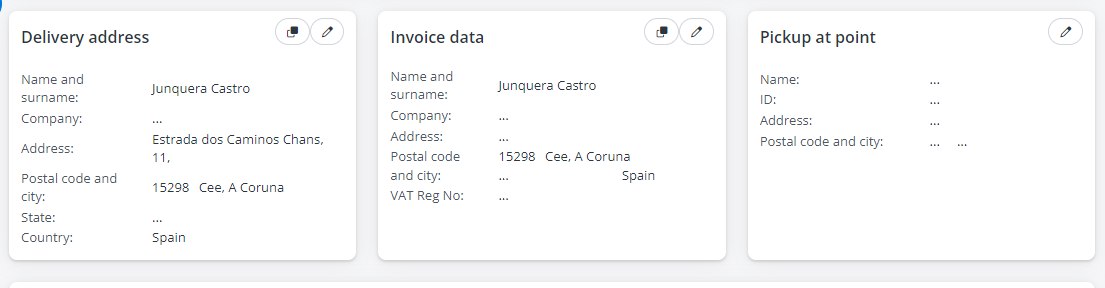 Delivery address
Name and
surname:
Junquera Castro
Company:
...
Address:
Estrada dos Caminos Chans,
11,
Postal code and
city:
15298 Cee, A Coruna
State:
...
Country:
Spain
Invoice data
Name and
surname:
Junquera Castro
Company:
...
Address:
...
Postal code
and city:
15298 Cee, A Coruna
... Spain
VAT Reg No:
...
Pickup at point
Name:
...
ID:
...
Address:
...
Postal code and city:
... ...